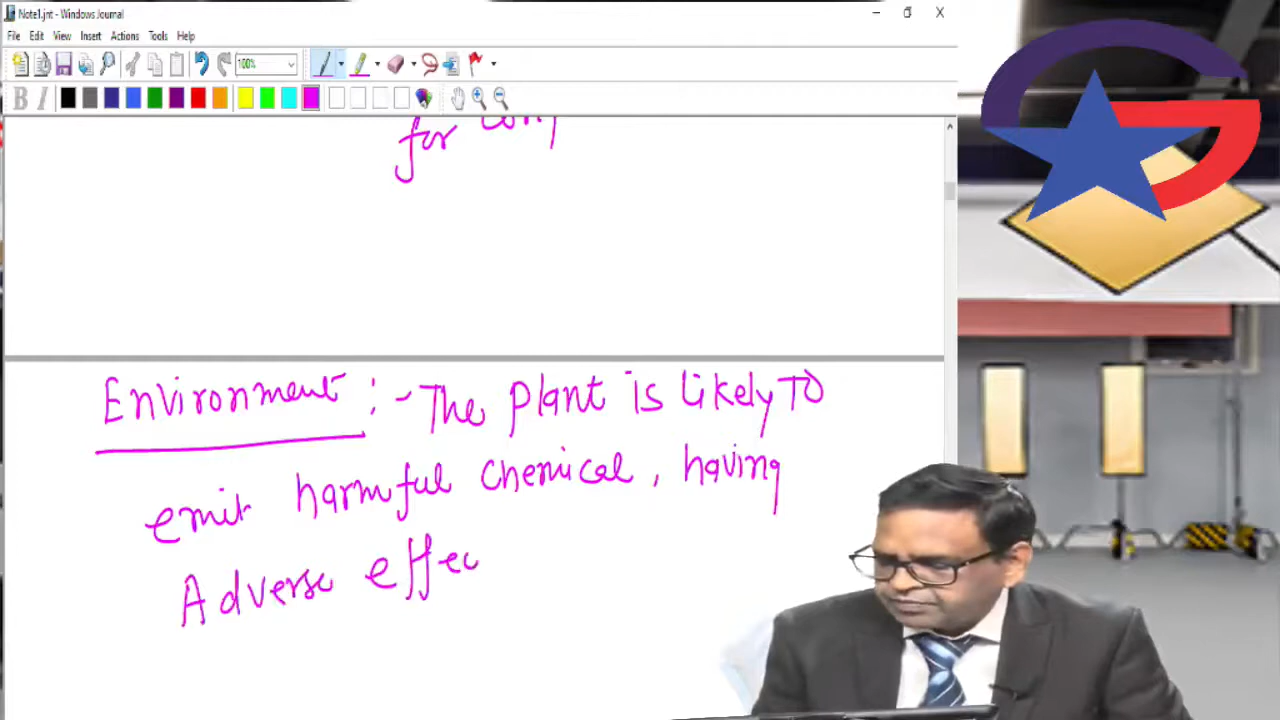 Note1.jnt - Windows Journal
File Edit View Insert Actions Tools Help
100%
B I
for
Environment :- The plant is likely To
emit harmful chemical, having
Adverse effec